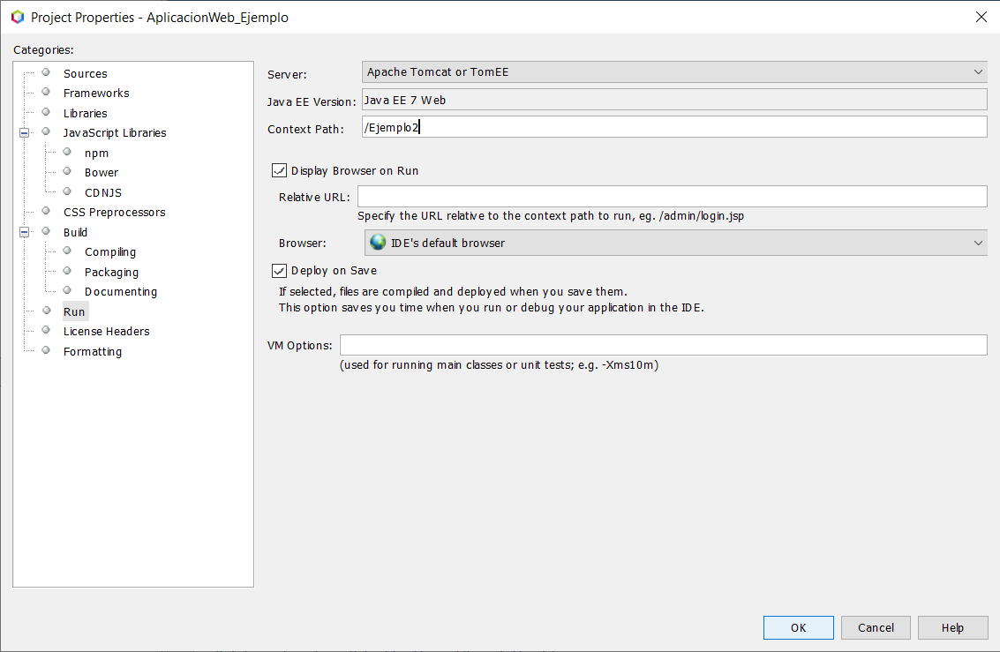 Project Properties - AplicacionWeb_Ejemplo
Categories:
Sources
Frameworks
Libraries
JavaScript Libraries
npm
Bower
CDNJS
CSS Preprocessors
Build
Compiling
Packaging
Documenting
Run
License Headers
Formatting
Server: Apache Tomcat or TomEE
Java EE Version: Java EE 7 Web
Context Path: /Ejemplo2
Display Browser on Run
Relative URL:
Specify the URL relative to the context path to run, eg. /admin/login.jsp
Browser: IDE's default browser
Deploy on Save
If selected, files are compiled and deployed when you save them.
This option saves you time when you run or debug your application in the IDE.
VM Options:
(used for running main classes or unit tests; e.g. -Xms10m)
OK Cancel Help